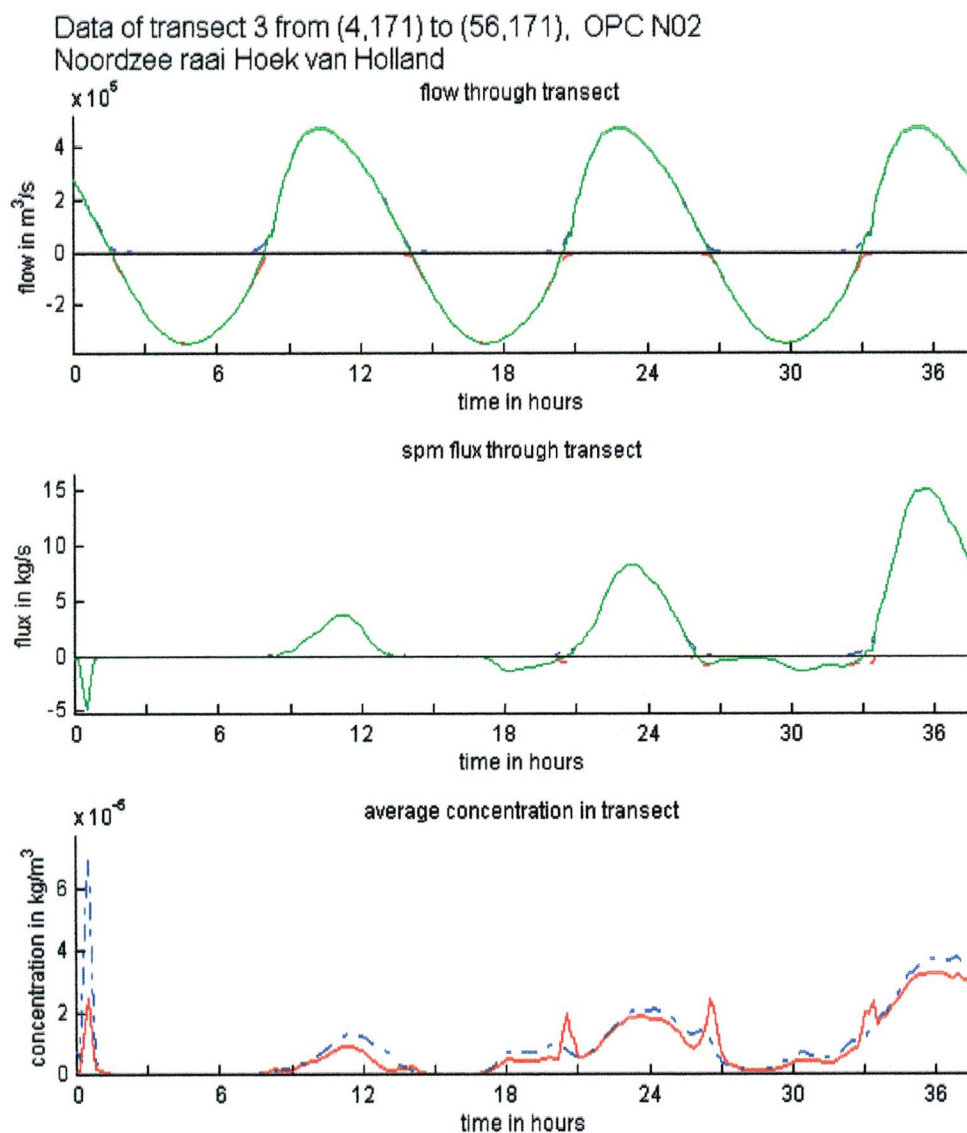 Data of transect 3 from (4,171) to (56,171), OPC N02
Noordzee raai Hoek van Holland
flow through transect
x 10^5
flow in m^3/s
4
2
0
-2
0 6 12 18 24 30 36
time in hours
spm flux through transect
flux in kg/s
15
10
5
0
-5
0 6 12 18 24 30 36
time in hours
average concentration in transect
x 10^-5
concentration in kg/m^3
6
4
2
0
0 6 12 18 24 30 36
time in hours